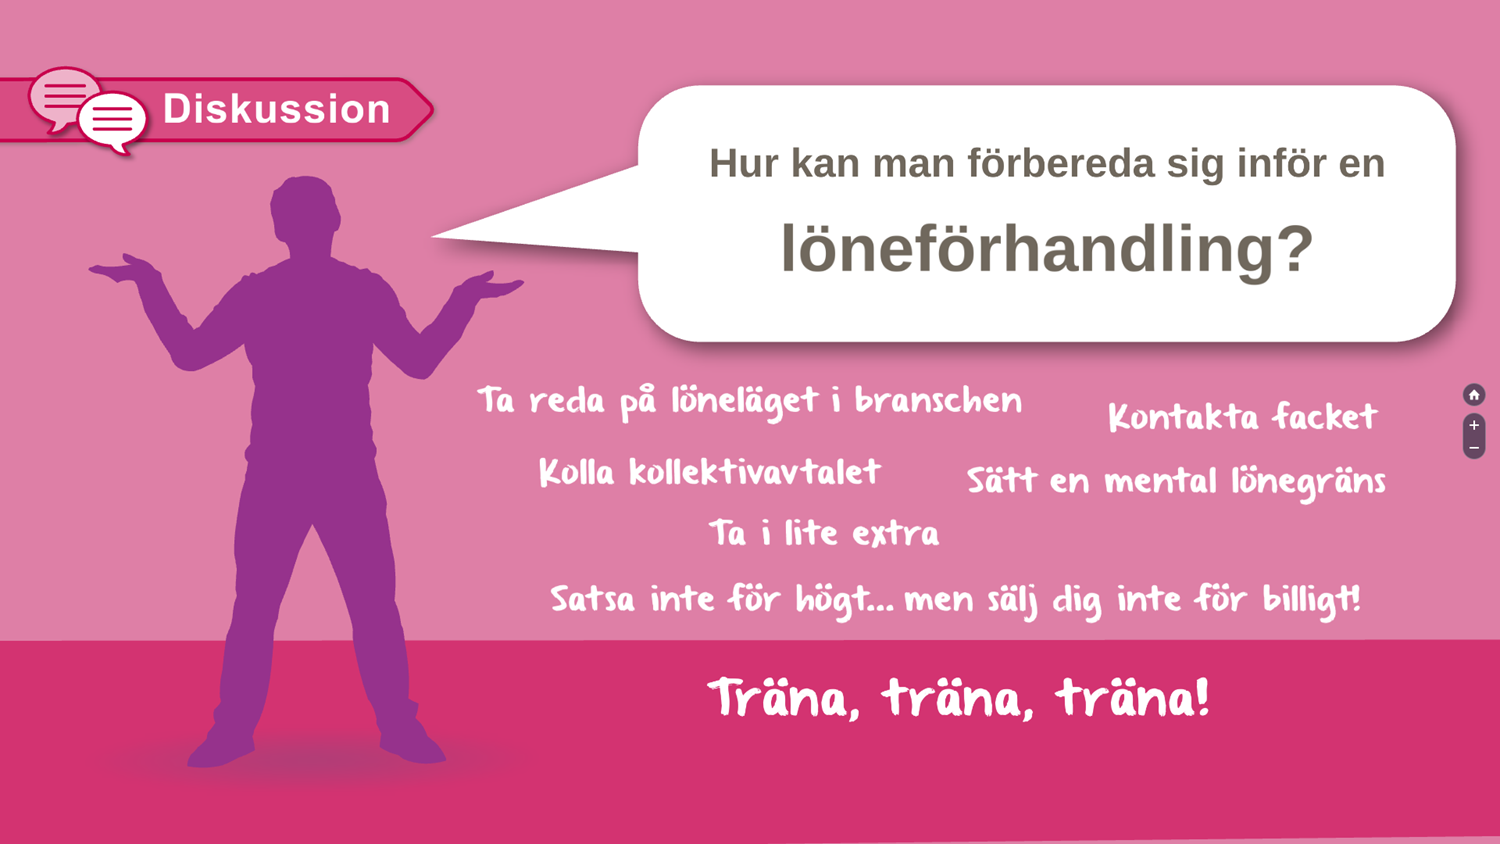 Diskussion
Hur kan man förbereda sig inför en
löneförhandling?
Ta reda på löneläget i branschen
Kontakta facket
Kolla kollektivavtalet
Sätt en mental lönegräns
Ta i lite extra
Satsa inte för högt... men sälj dig inte för billigt!
Träna, träna, träna!